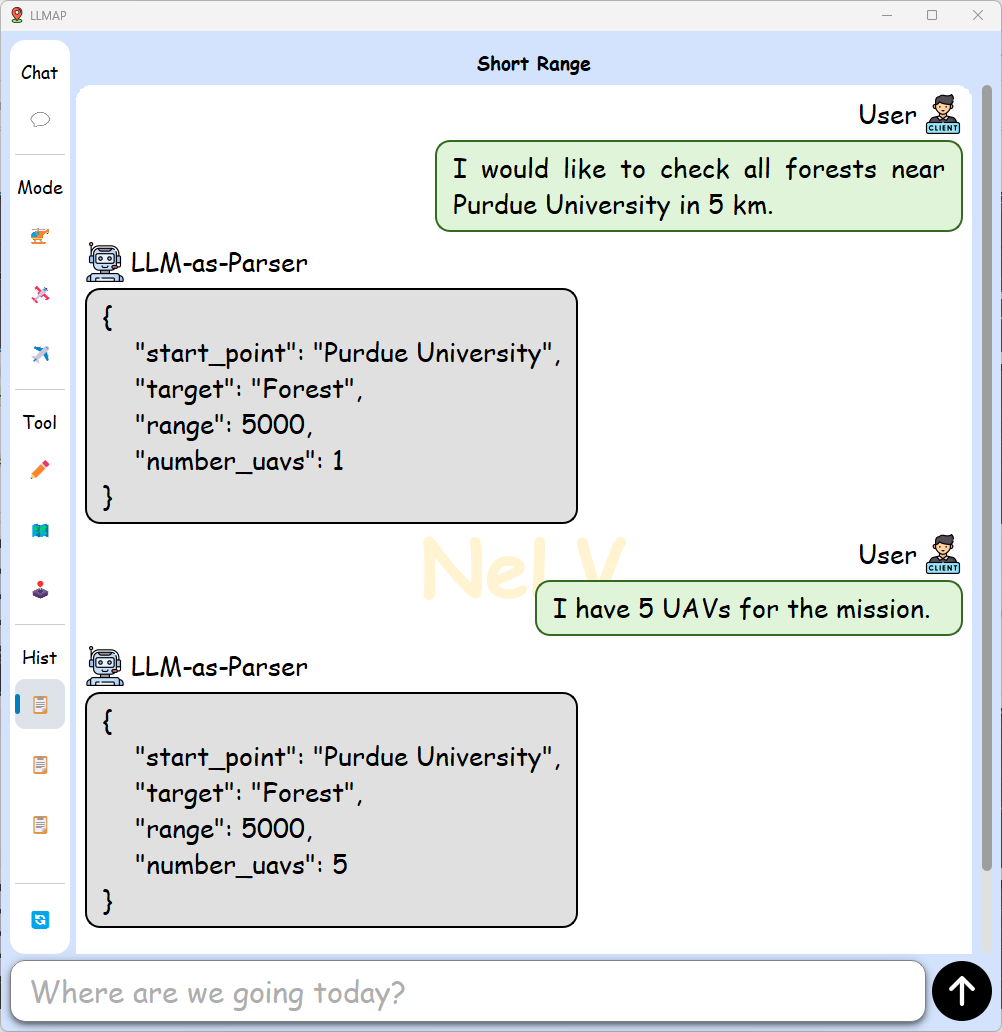 LLMAP
Chat
Mode
Tool
Hist
Short Range
User
CLIENT
I would like to check all forests near
Purdue University in 5 km.
LLM-as-Parser
{
"start_point": "Purdue University",
"target": "Forest",
"range": 5000,
"number_uavs": 1
}
User
CLIENT
I have 5 UAVs for the mission.
LLM-as-Parser
{
"start_point": "Purdue University",
"target": "Forest",
"range": 5000,
"number_uavs": 5
}
Where are we going today?